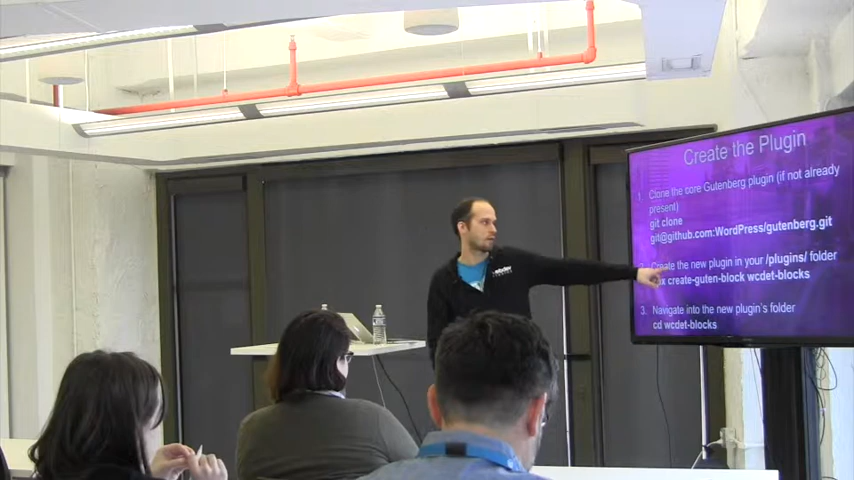 Create the Plugin
1. Clone the core Gutenberg plugin (if not already
present)
git clone
git@github.com:WordPress/gutenberg.git
Create the new plugin in your /plugins/ folder
create-guten-block wcdet-blocks
3. Navigate into the new plugin's folder
cd wcdet-blocks